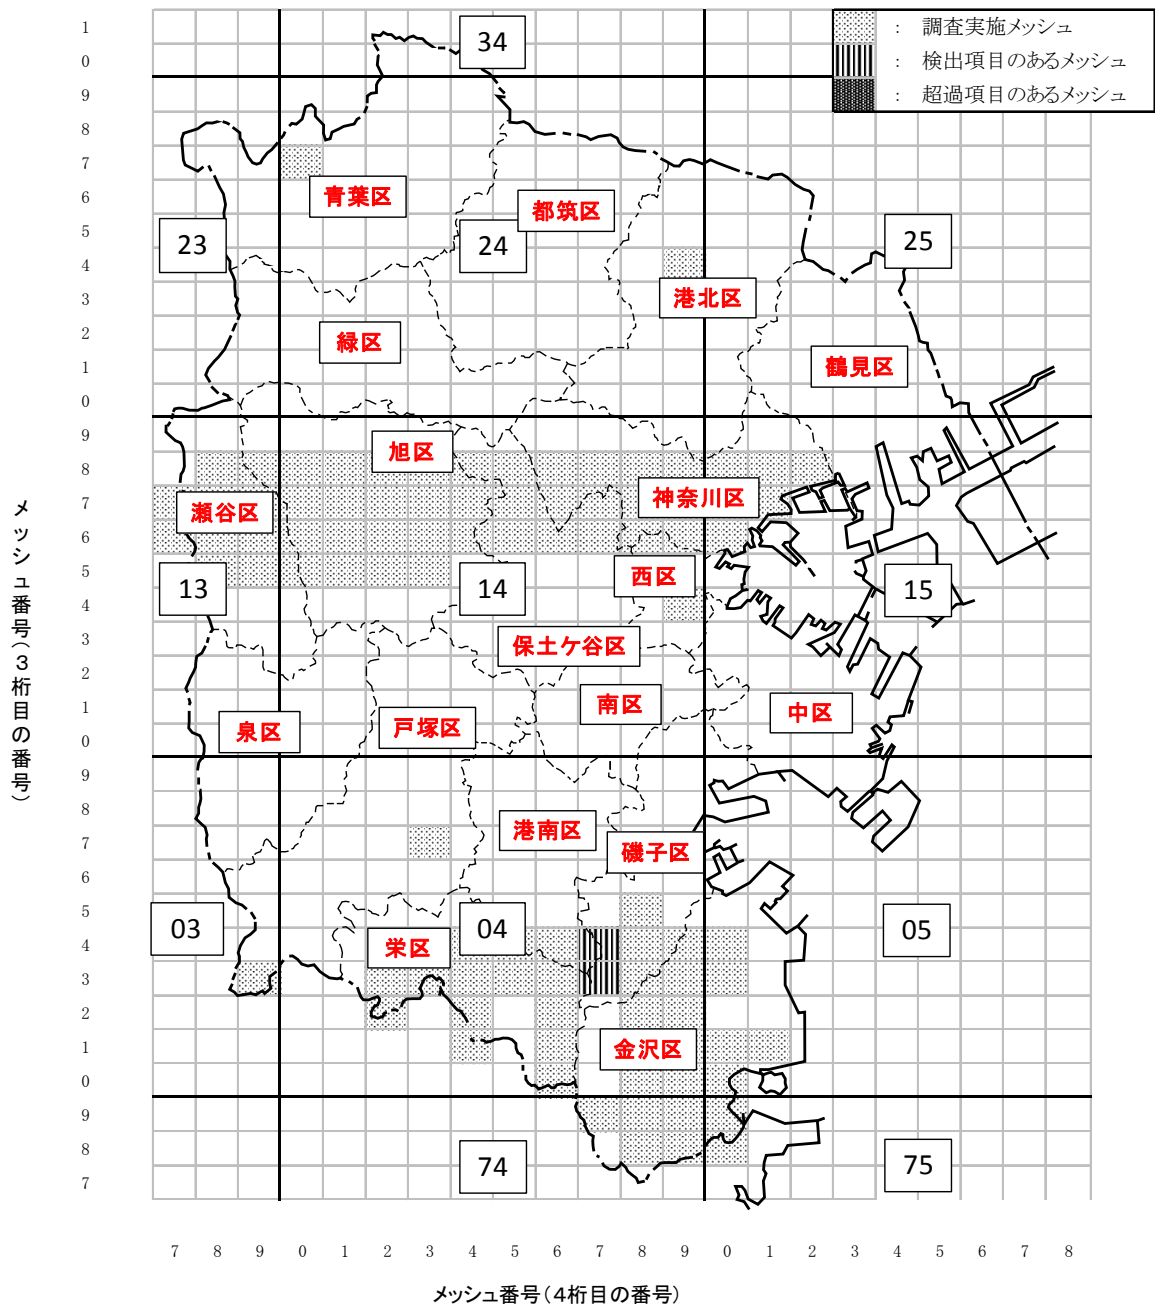 ： 調査実施メッシュ
： 検出項目のあるメッシュ
： 超過項目のあるメッシュ
1
34
0
9
8
7
青葉区
6
都筑区
5
23
24
25
4
港北区
3
緑区
2
鶴見区
1
0
9
旭区
8
瀬谷区
神奈川区
7
6
西区
5
13
14
15
4
保土ケ谷区
3
2
南区
1
中区
泉区
戸塚区
0
9
8
港南区
磯子区
7
6
5
03
04
05
栄区
4
3
2
金沢区
1
0
9
8
74
75
7
メッシュ番号（3桁目の番号）
7 8 9 0 1 2 3 4 5 6 7 8 9 0 1 2 3 4 5 6 7 8
メッシュ番号（4桁目の番号）